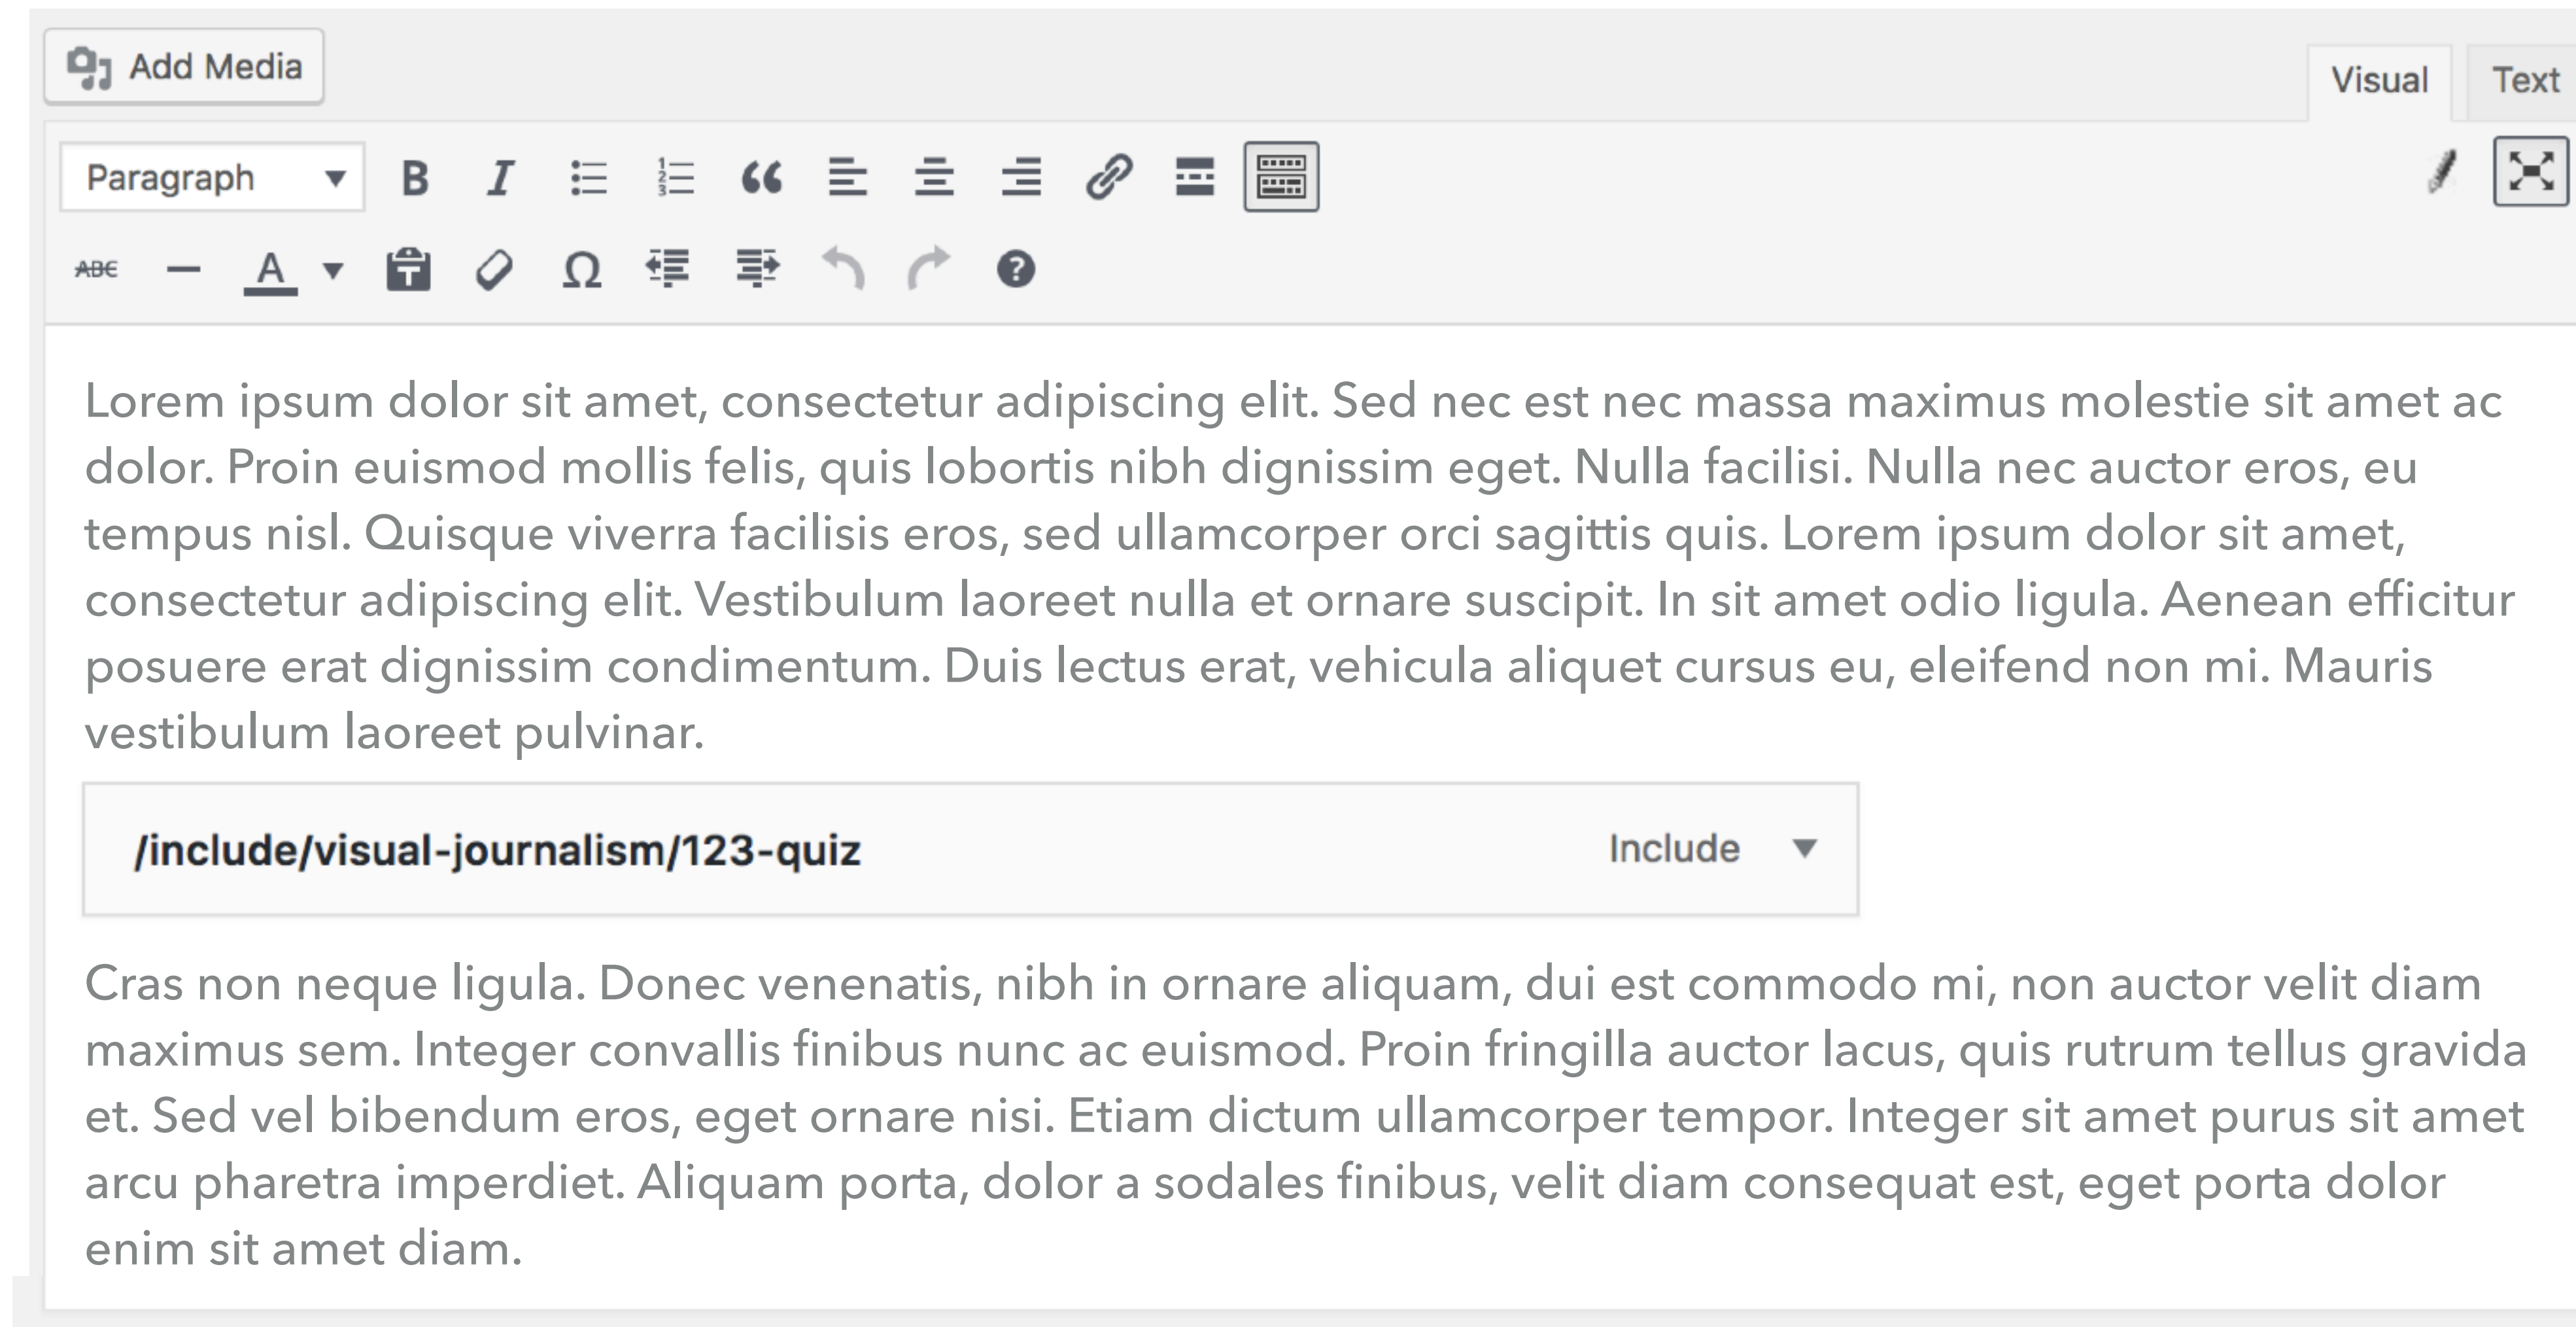 Add Media
Visual Text
Paragraph B I
ABC A Ω
Lorem ipsum dolor sit amet, consectetur adipiscing elit. Sed nec est nec massa maximus molestie sit amet ac
dolor. Proin euismod mollis felis, quis lobortis nibh dignissim eget. Nulla facilisi. Nulla nec auctor eros, eu
tempus nisl. Quisque viverra facilisis eros, sed ullamcorper orci sagittis quis. Lorem ipsum dolor sit amet,
consectetur adipiscing elit. Vestibulum laoreet nulla et ornare suscipit. In sit amet odio ligula. Aenean efficitur
posuere erat dignissim condimentum. Duis lectus erat, vehicula aliquet cursus eu, eleifend non mi. Mauris
vestibulum laoreet pulvinar.
/include/visual-journalism/123-quiz Include
Cras non neque ligula. Donec venenatis, nibh in ornare aliquam, dui est commodo mi, non auctor velit diam
maximus sem. Integer convallis finibus nunc ac euismod. Proin fringilla auctor lacus, quis rutrum tellus gravida
et. Sed vel bibendum eros, eget ornare nisi. Etiam dictum ullamcorper tempor. Integer sit amet purus sit amet
arcu pharetra imperdiet. Aliquam porta, dolor a sodales finibus, velit diam consequat est, eget porta dolor
enim sit amet diam.